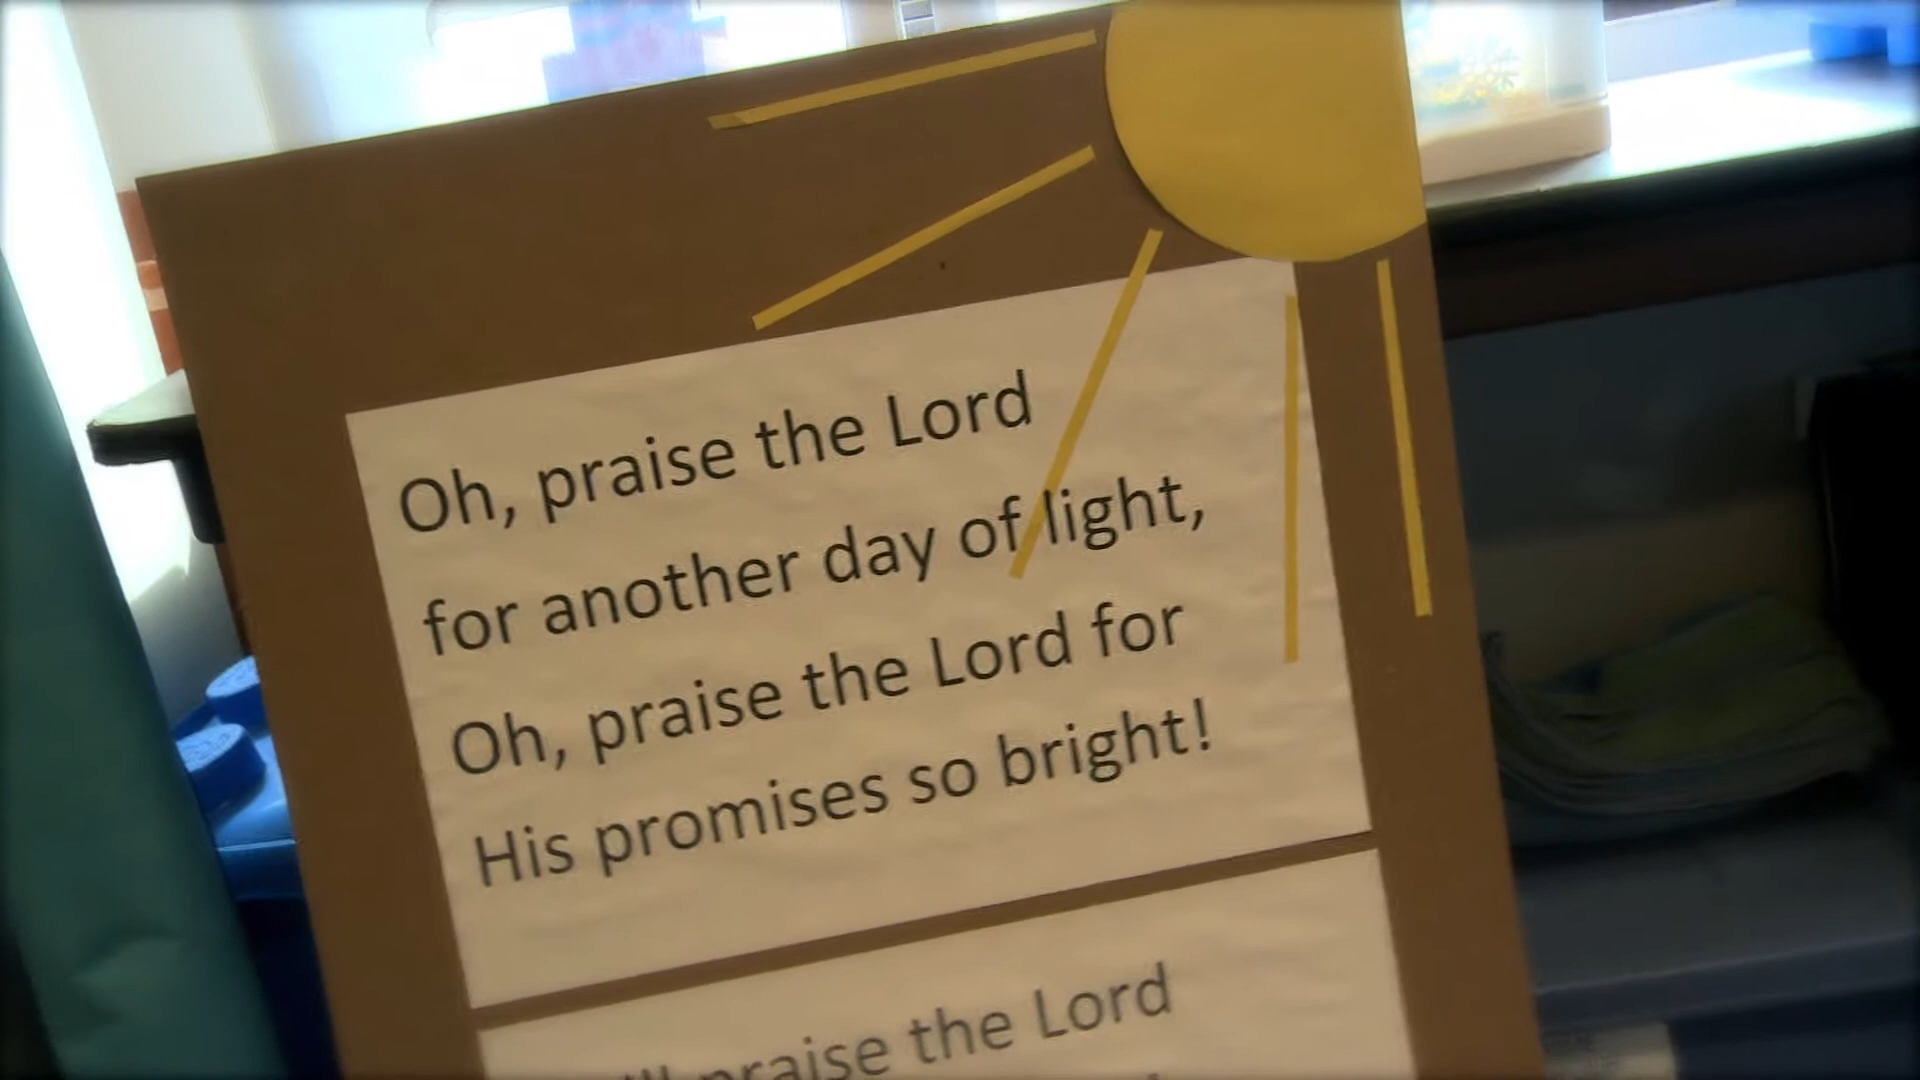 Oh, praise the Lord
for another day of light,
Oh, praise the Lord for
His promises so bright!
praise the Lord